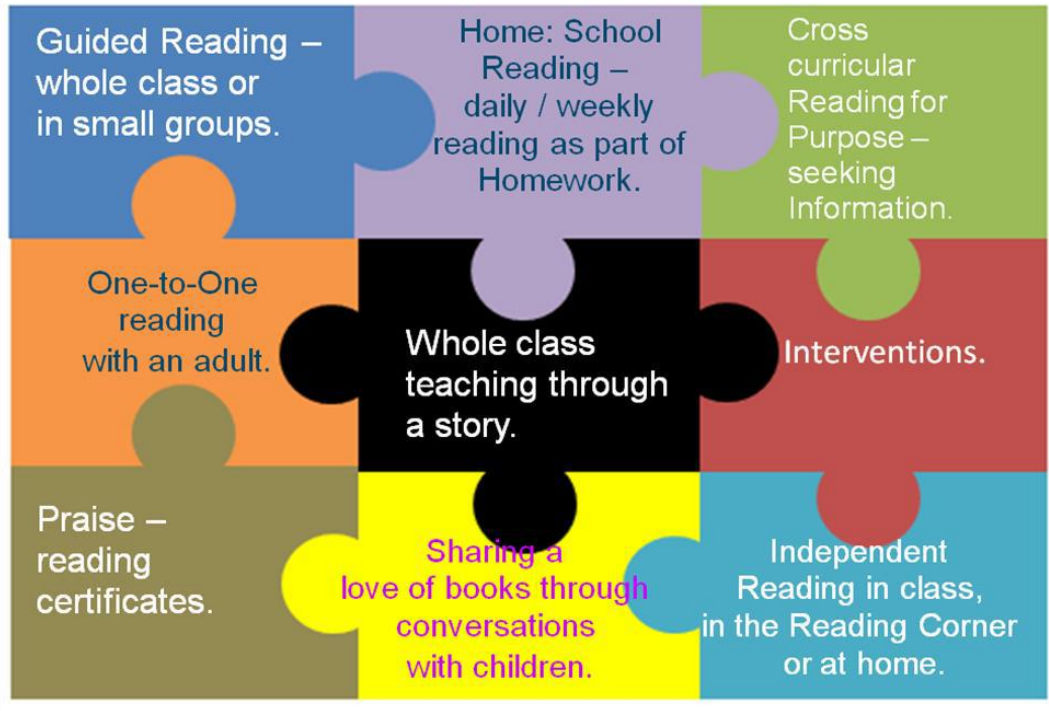 Guided Reading –
whole class or
in small groups.
Home: School
Reading –
daily / weekly
reading as part of
Homework.
Cross
curricular
Reading for
Purpose –
seeking
Information.
One-to-One
reading
with an adult.
Whole class
teaching through
a story.
Interventions.
Praise –
reading
certificates.
Sharing a
love of books through
conversations
with children.
Independent
Reading in class,
in the Reading Corner
or at home.